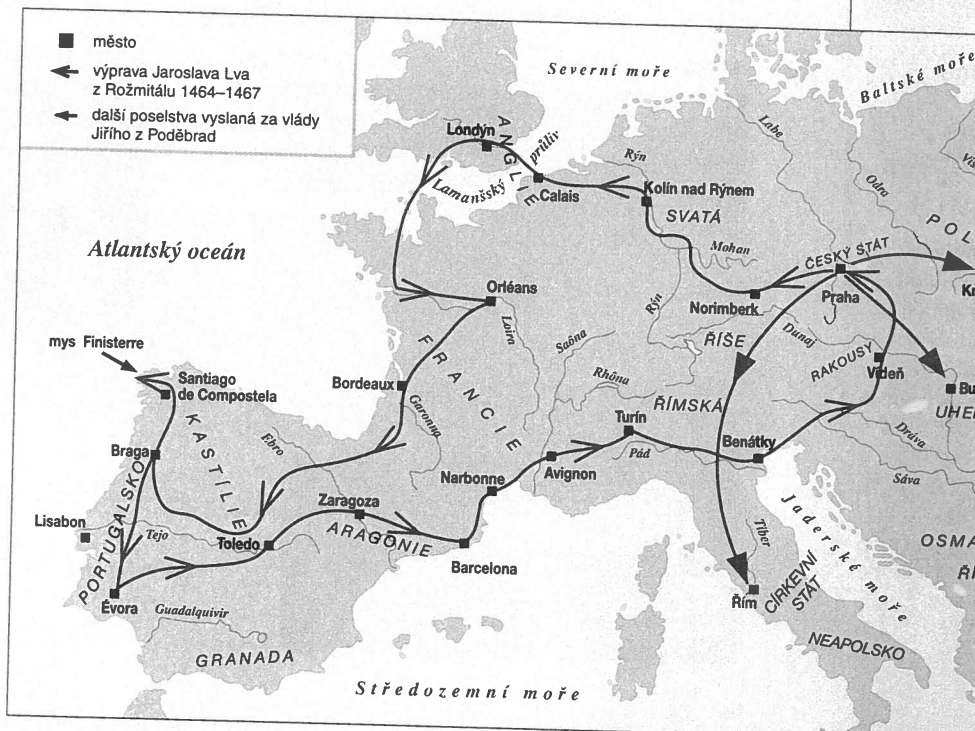 město
výprava Jaroslava Lva
z Rožmitálu 1464–1467
další poselstva vyslaná za vlády
Jiřího z Poděbrad
Severní moře
Baltské moře
Londýn
ANGLIE
průliv
Lamanšský
Calais
Rýn
Kolín nad Rýnem
SVATÁ
Labe
Odra
Atlantský oceán
Mohan
ČESKÝ STÁT
Praha
Norimberk
Orléans
Loira
Saôna
Rýn
ŘÍŠE
Dunaj
RAKOUSY
Vídeň
mys Finisterre
Santiago
de Compostela
Bordeaux
FRANCIE
Garonna
Rhôna
ŘÍMSKÁ
Turín
Pád
Benátky
Dráva
Sáva
KASTILIE
Braga
Ebro
Narbonne
Avignon
Zaragoza
ARAGONIE
Lisabon
Tejo
PORTUGALSKO
Toledo
Barcelona
Jaderské moře
Tiber
Řím
CÍRKEVNÍ
STÁT
Évora
Guadalquivir
GRANADA
NEAPOLSKO
Středozemní moře